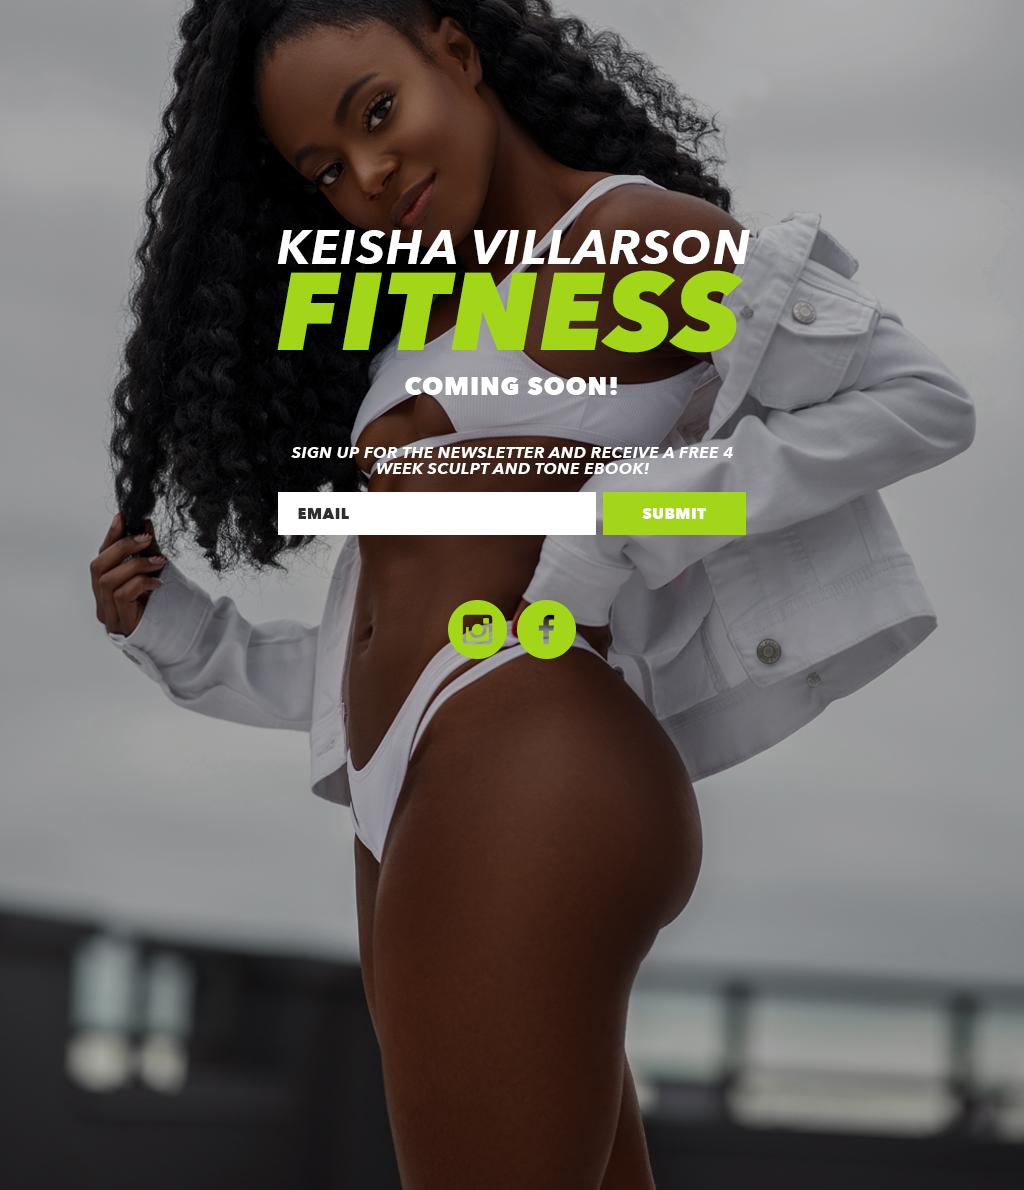 KEISHA VILLARSON
FITNESS
COMING SOON!
SIGN UP FOR THE NEWSLETTER AND RECEIVE A FREE 4
WEEK SCULPT AND TONE EBOOK!
EMAIL
SUBMIT